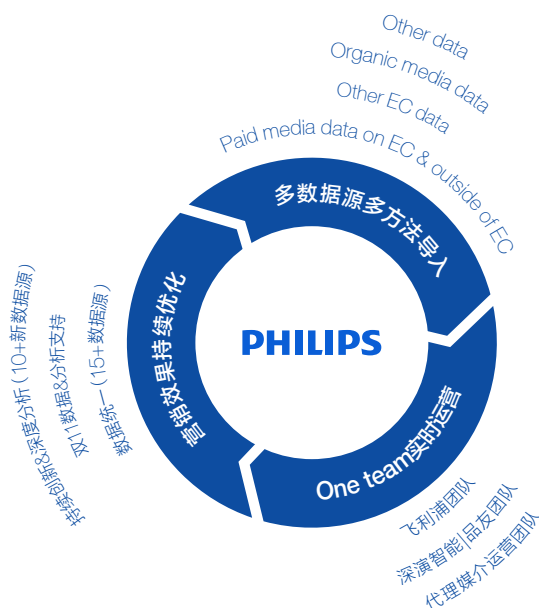 Other data
Organic media data
Other EC data
Paid media data on EC & outside of EC
多数据源多方法导入
PHILIPS
One team实时运营
飞利浦团队
深演智能|品友团队
代理媒介运营团队
营销效果持续优化
数据统一(15+数据源)
双11数据&分析支持
持续创新&深度分析(10+新数据源)